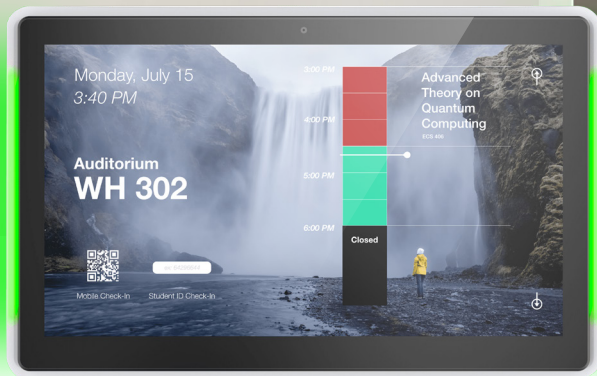 Monday, July 15
3:40 PM
Auditorium
WH 302
Mobile Check-In
Student ID Check-In
3:00 PM
4:00 PM
5:00 PM
6:00 PM
Closed
Advanced
Theory on
Quantum
Computing